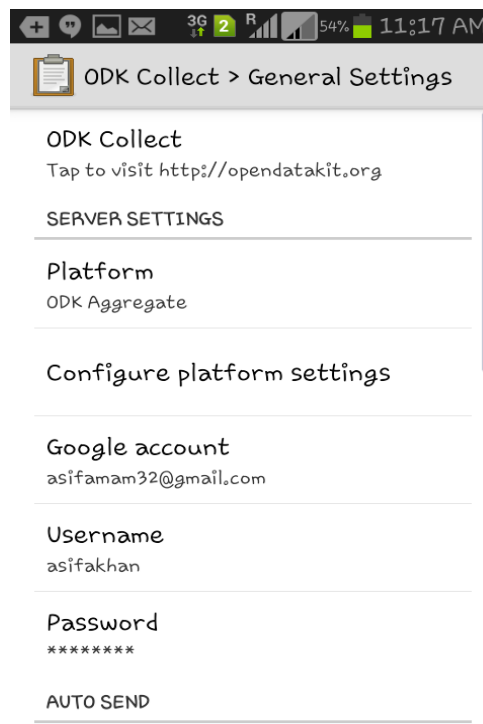 3G 2 R 54% 11:17 AM
ODK Collect > General Settings
ODK Collect
Tap to visit http://opendatakit.org
SERVER SETTINGS
Platform
ODK Aggregate
Configure platform settings
Google account
asifamam32@gmail.com
Username
asifakhan
Password
********
AUTO SEND